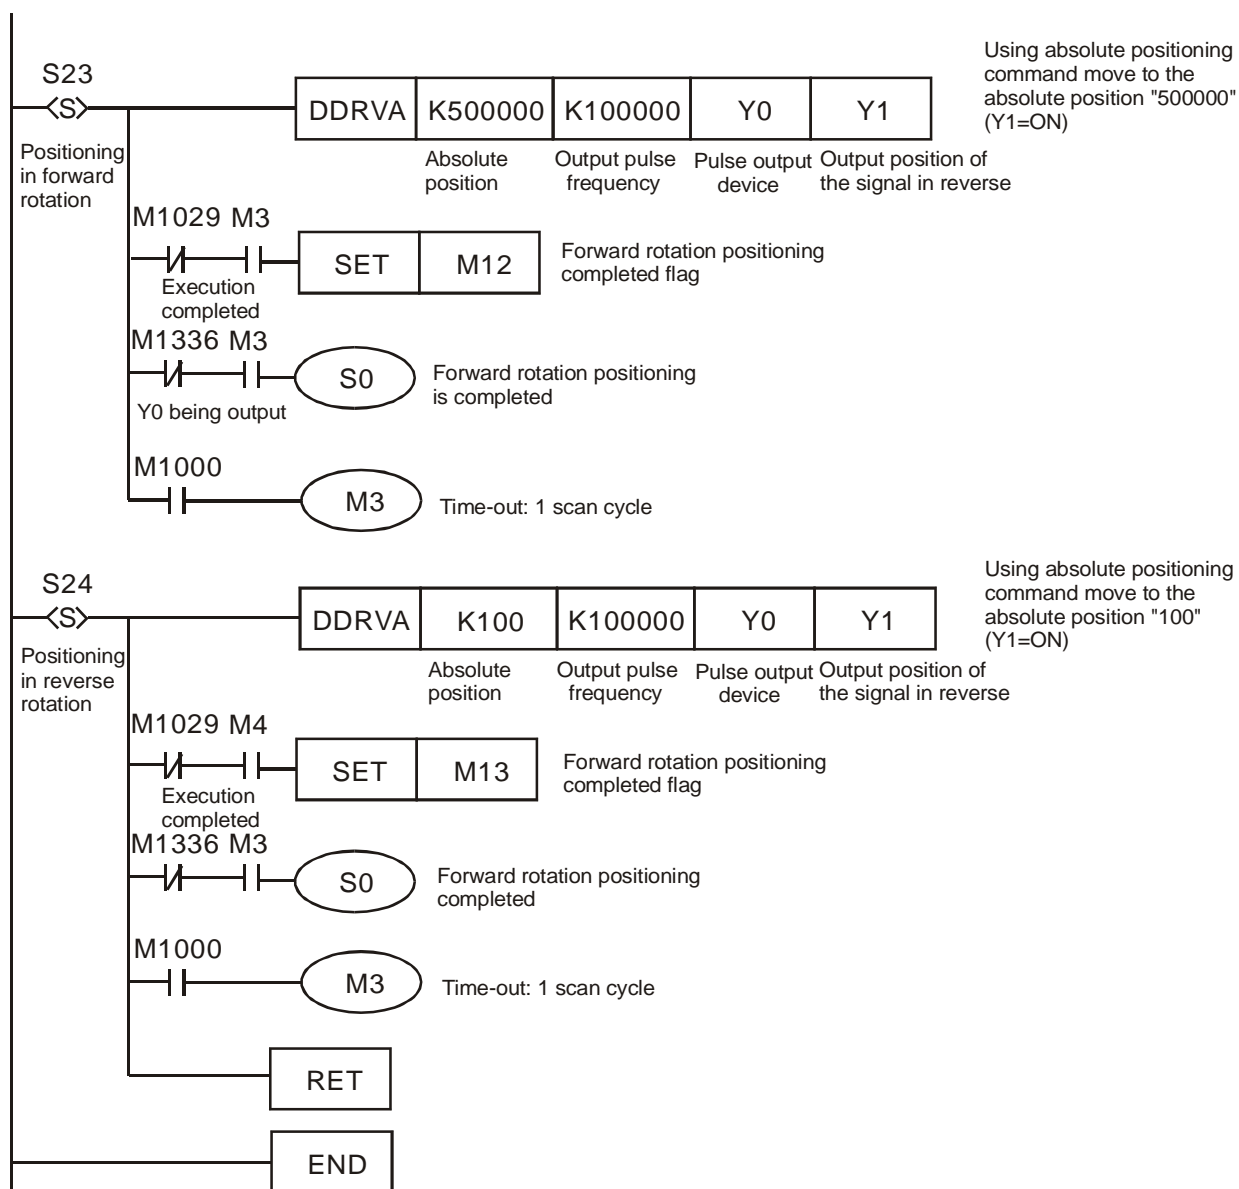 S23
S
DDRVA K500000 K100000 Y0 Y1
Using absolute positioning
command move to the
absolute position "500000"
(Y1=ON)
Positioning
in forward
rotation
Absolute
position
Output pulse
frequency
Pulse output
device
Output position of
the signal in reverse
M1029 M3
SET M12
Forward rotation positioning
completed flag
Execution
completed
M1336 M3
S0
Forward rotation positioning
is completed
Y0 being output
M1000
M3
Time-out: 1 scan cycle
S24
S
DDRVA K100 K100000 Y0 Y1
Using absolute positioning
command move to the
absolute position "100"
(Y1=ON)
Positioning
in reverse
rotation
Absolute
position
Output pulse
frequency
Pulse output
device
Output position of
the signal in reverse
M1029 M4
SET M13
Forward rotation positioning
completed flag
Execution
completed
M1336 M3
S0
Forward rotation positioning
completed
M1000
M3
Time-out: 1 scan cycle
RET
END